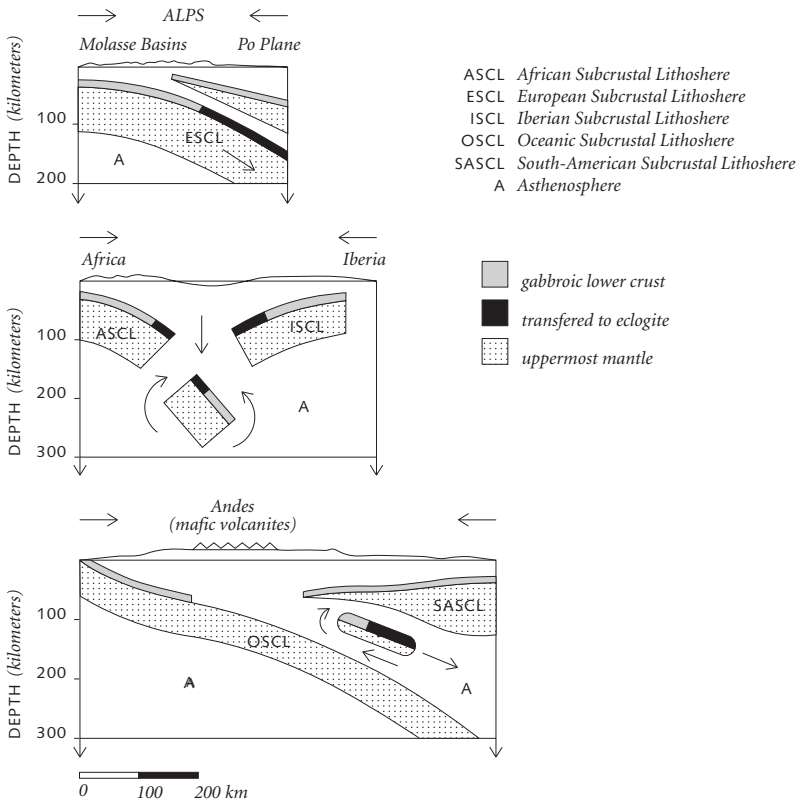 ALPS
Molasse Basins Po Plane
DEPTH (kilometers)
100
200
ESCL
A
ASCL African Subcrustal Lithoshere
ESCL European Subcrustal Lithoshere
ISCL Iberian Subcrustal Lithoshere
OSCL Oceanic Subcrustal Lithoshere
SASCL South-American Subcrustal Lithoshere
A Asthenosphere
Africa Iberia
DEPTH (kilometers)
100
200
300
ASCL ISCL
A
gabbroic lower crust
transfered to eclogite
uppermost mantle
Andes
(mafic volcanites)
DEPTH (kilometers)
100
200
300
SASCL
OSCL
A A
0 100 200 km